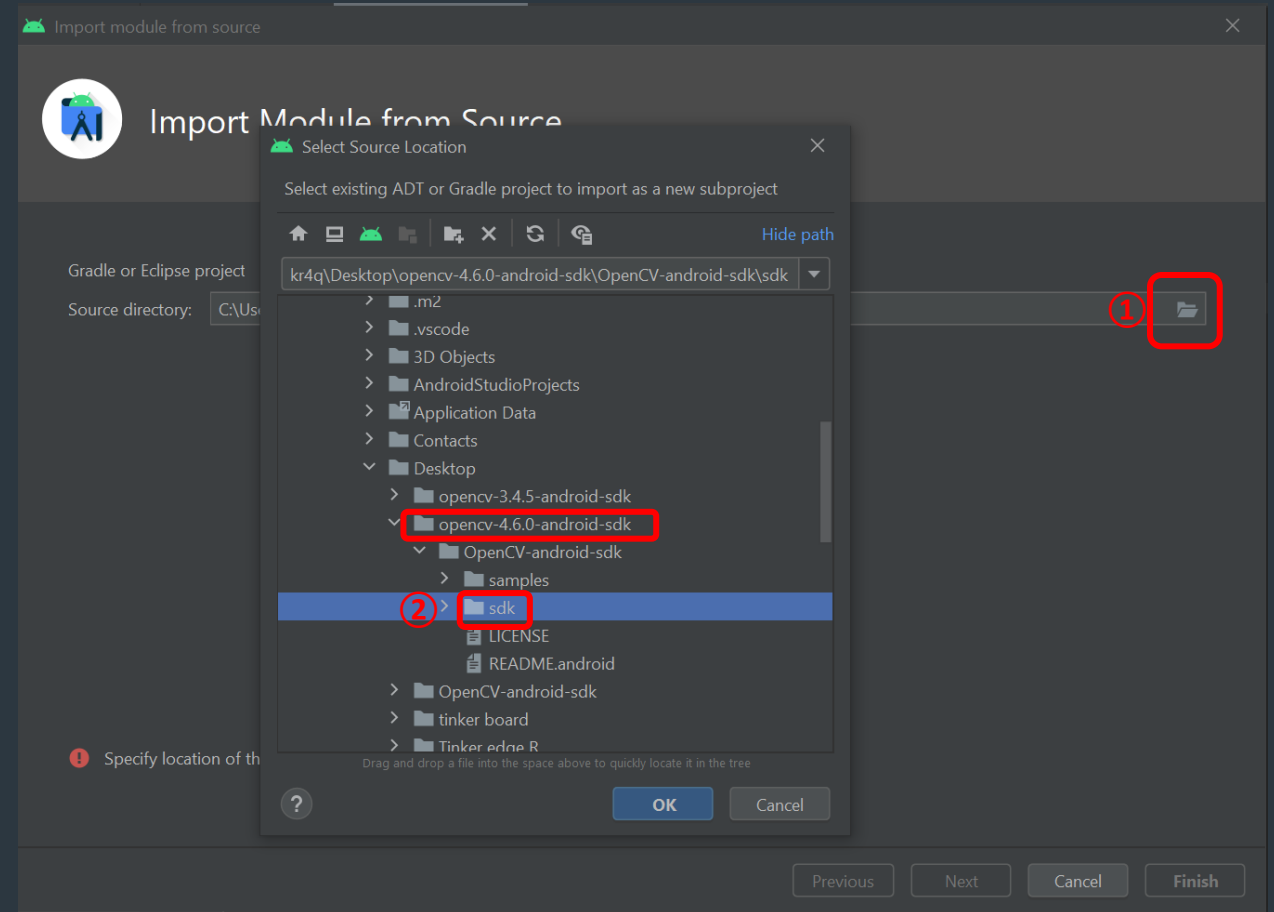 Import module from source
Import Module from Source
Select Source Location
Select existing ADT or Gradle project to import as a new subproject
Hide path
Gradle or Eclipse project
kr4q\Desktop\opencv-4.6.0-android-sdk\OpenCV-android-sdk\sdk
Source directory:
C:\Use
①
.m2
.vscode
3D Objects
AndroidStudioProjects
Application Data
Contacts
Desktop
opencv-3.4.5-android-sdk
opencv-4.6.0-android-sdk
OpenCV-android-sdk
samples
② sdk
LICENSE
README.android
OpenCV-android-sdk
tinker board
Tinker edge R
Specify location of th
Drag and drop a file into the space above to quickly locate it in the tree
? OK Cancel
Previous Next Cancel Finish